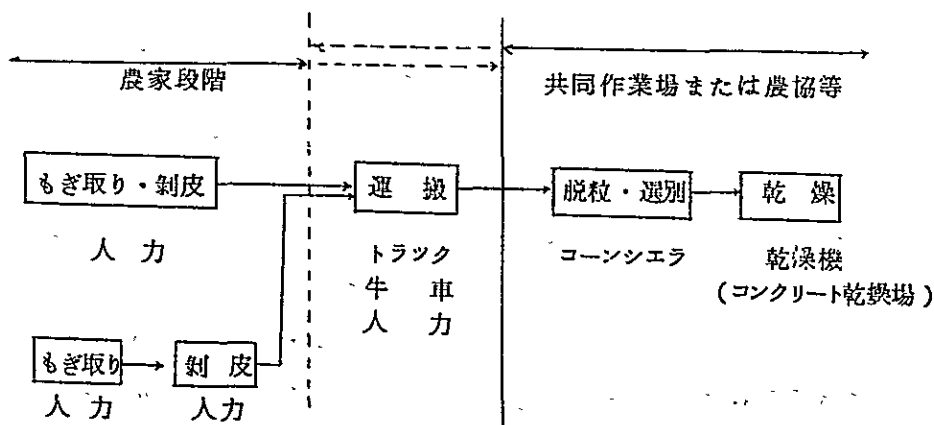 農家段階
共同作業場または農協等
もぎ取り・剝皮
運搬
脱粒・選別
乾燥
人力
トラック
牛車
人力
コーンシエラ
乾燥機
(コンクリート乾燥場)
もぎ取り
剝皮
人力
人力